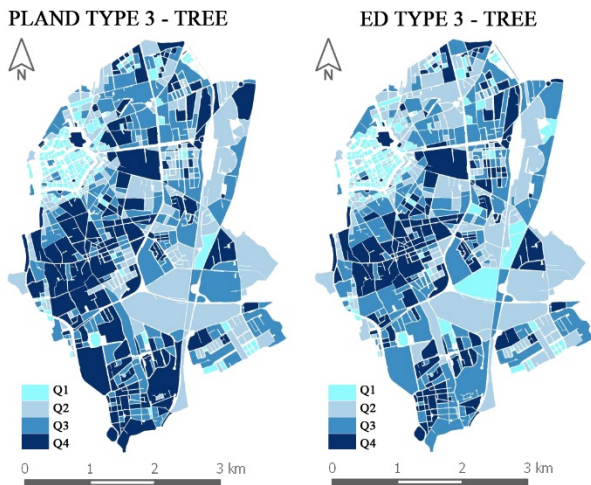 PLAND TYPE 3 - TREE
ED TYPE 3 - TREE
N
N
Q1
Q2
Q3
Q4
0 1 2 3 km
Q1
Q2
Q3
Q4
0 1 2 3 km